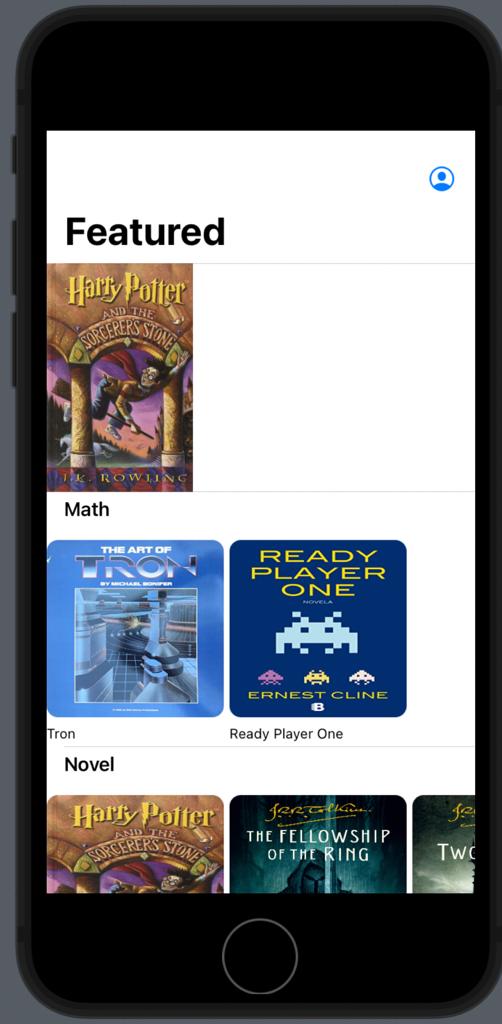 Featured
Harry Potter
AND THE
SORCERERS STONE
J.K. ROWLING
Math
THE ART OF
TRON
BY MICHAEL BONIFER
READY
PLAYER
ONE
NOVELA
ERNEST CLINE
B
Tron
Ready Player One
Novel
Harry Potter
AND THE
SORCERERS STONE
J.R.R. Tolkien
THE FELLOWSHIP
OF THE RING
TWO